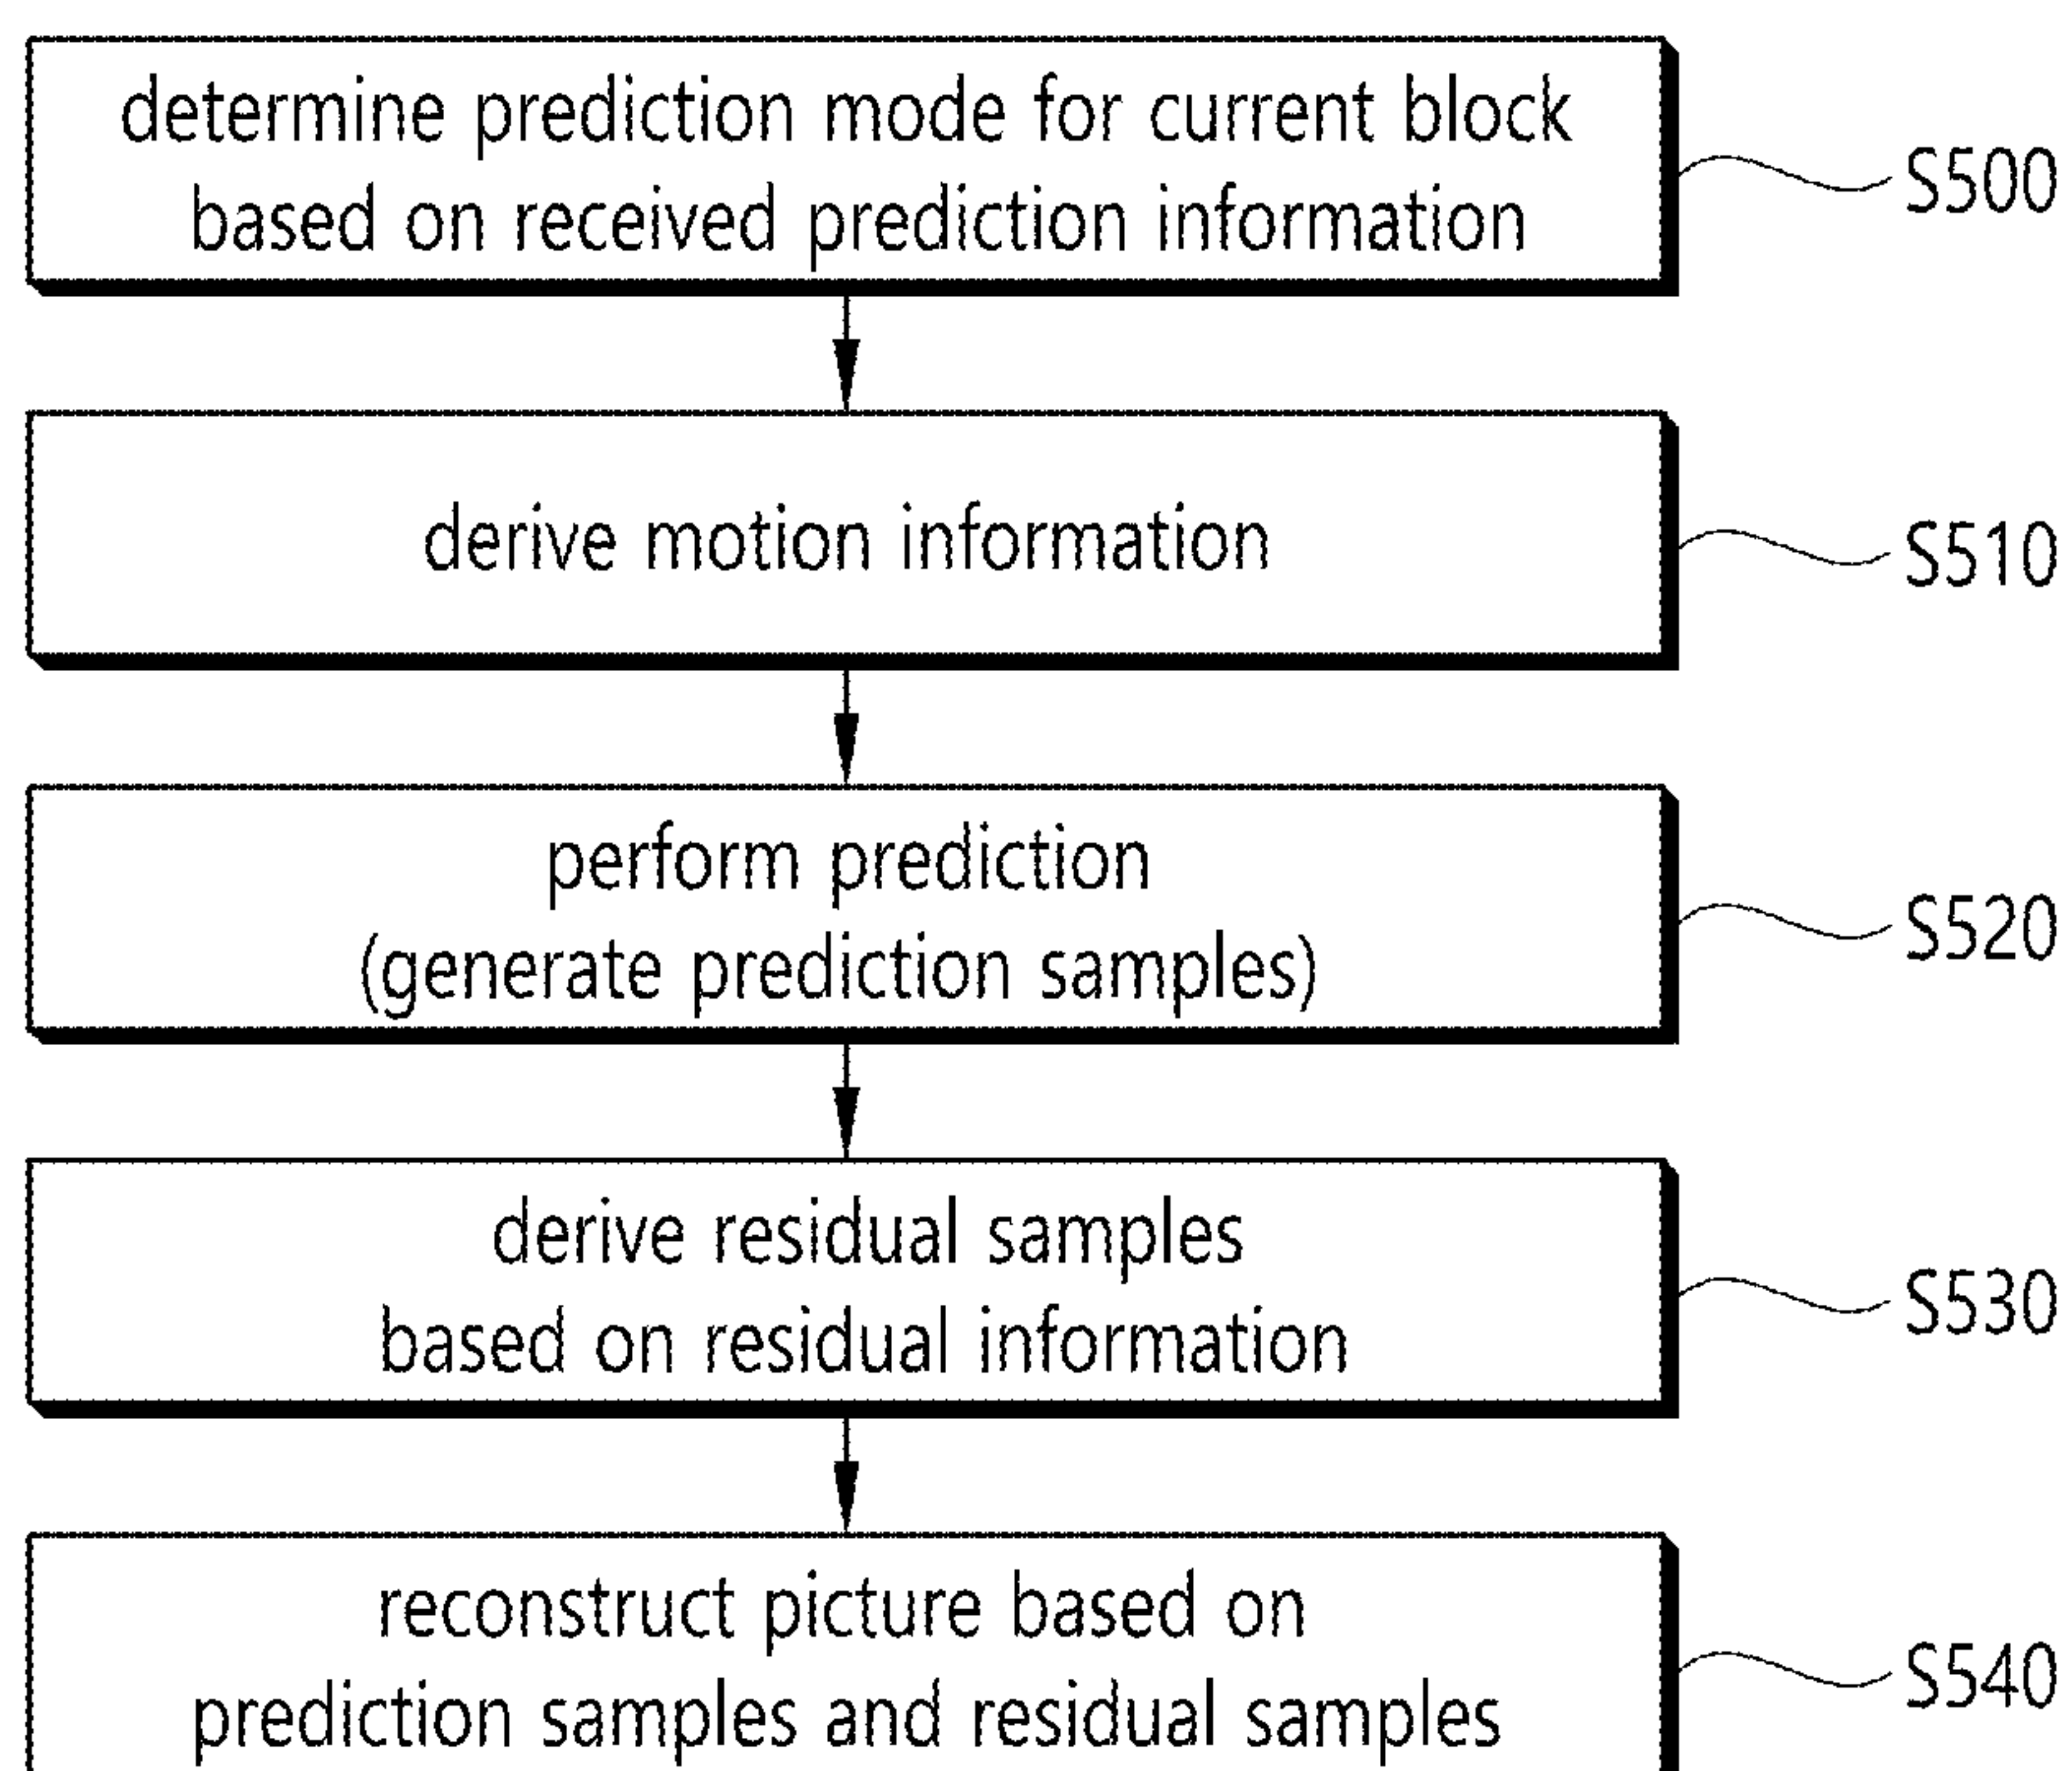 determine prediction mode for current block
based on received prediction information
S500
derive motion information
S510
perform prediction
(generate prediction samples)
S520
derive residual samples
based on residual information
S530
reconstruct picture based on
prediction samples and residual samples
S540